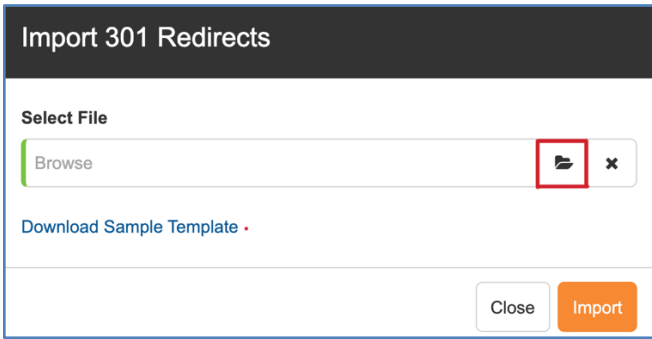 Import 301 Redirects
Select File
Browse
Download Sample Template
Close
Import